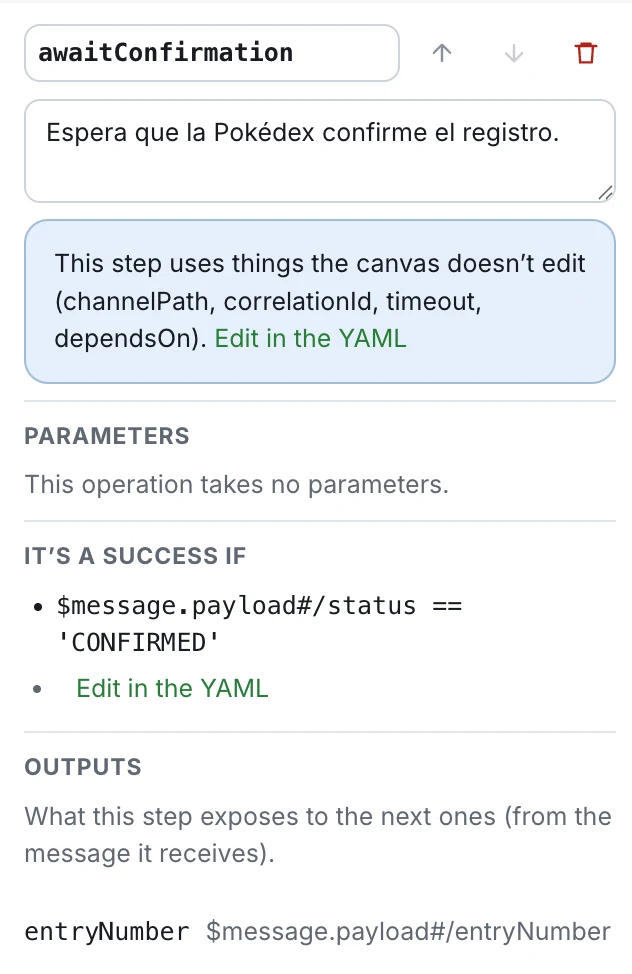 awaitConfirmation
Espera que la Pokédex confirme el registro.
This step uses things the canvas doesn’t edit
(channelPath, correlationId, timeout,
dependsOn). Edit in the YAML
PARAMETERS
This operation takes no parameters.
IT’S A SUCCESS IF
• $message.payload#/status ==
'CONFIRMED'
• Edit in the YAML
OUTPUTS
What this step exposes to the next ones (from the
message it receives).
entryNumber $message.payload#/entryNumber